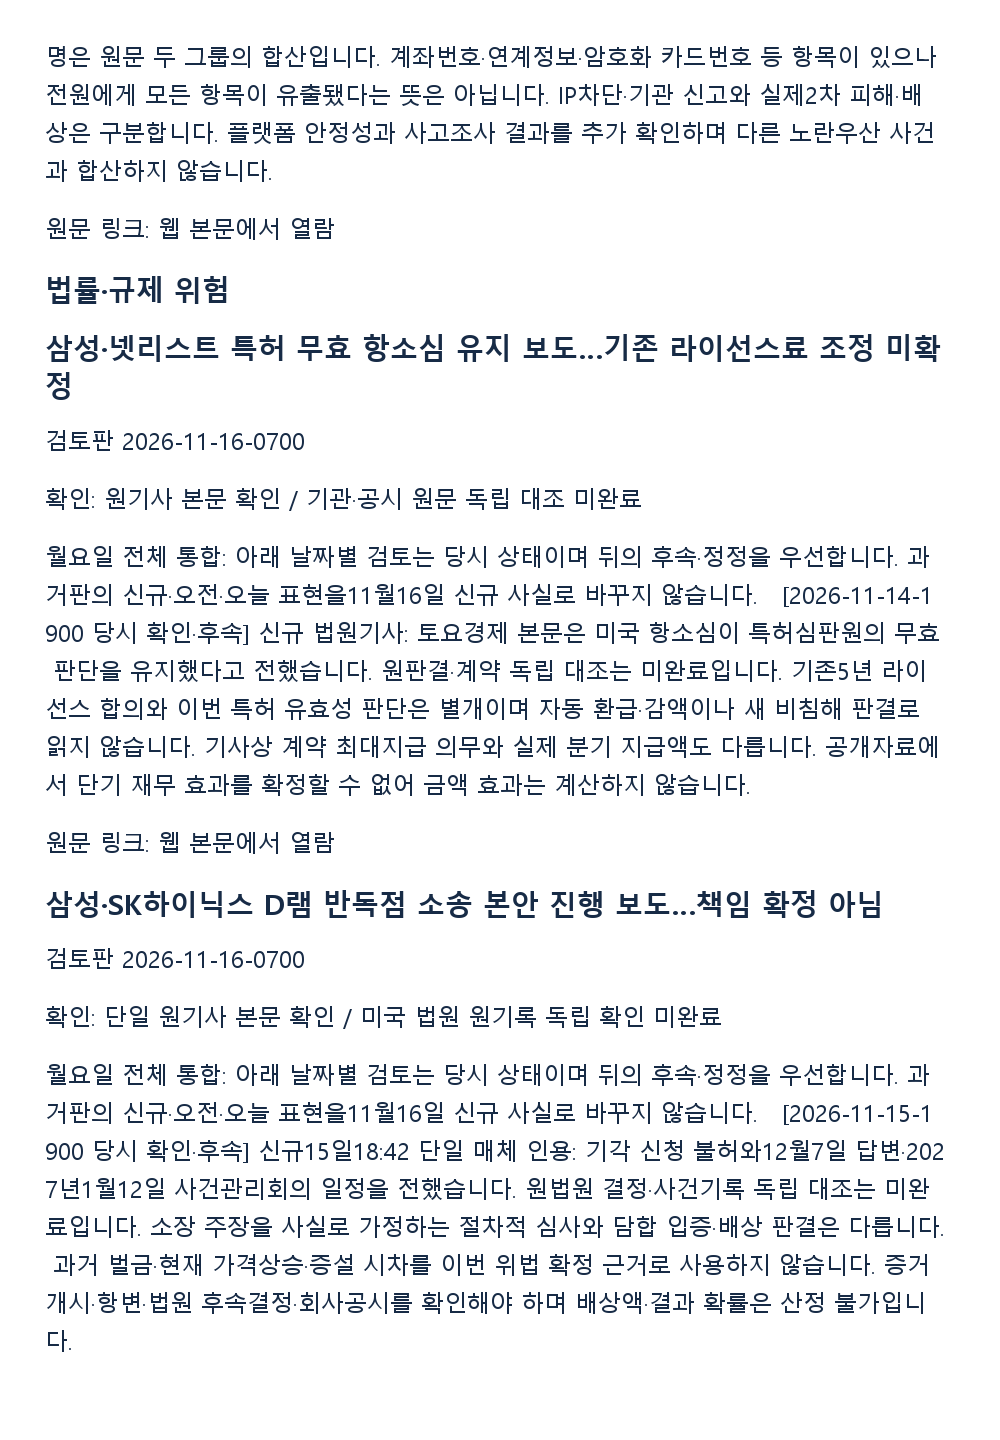 명은 원문 두 그룹의 합산입니다. 계좌번호·연계정보·암호화 카드번호 등 항목이 있으나
전원에게 모든 항목이 유출됐다는 뜻은 아닙니다. IP차단·기관 신고와 실제2차 피해·배
상은 구분합니다. 플랫폼 안정성과 사고조사 결과를 추가 확인하며 다른 노란우산 사건
과 합산하지 않습니다.
원문 링크: 웹 본문에서 열람
법률·규제 위험
삼성·넷리스트 특허 무효 항소심 유지 보도…기존 라이선스료 조정 미확
정
검토판 2026-11-16-0700
확인: 원기사 본문 확인 / 기관·공시 원문 독립 대조 미완료
월요일 전체 통합: 아래 날짜별 검토는 당시 상태이며 뒤의 후속·정정을 우선합니다. 과
거판의 신규·오전·오늘 표현을11월16일 신규 사실로 바꾸지 않습니다. [2026-11-14-1
900 당시 확인·후속] 신규 법원기사: 토요경제 본문은 미국 항소심이 특허심판원의 무효
판단을 유지했다고 전했습니다. 원판결·계약 독립 대조는 미완료입니다. 기존5년 라이
선스 합의와 이번 특허 유효성 판단은 별개이며 자동 환급·감액이나 새 비침해 판결로
읽지 않습니다. 기사상 계약 최대지급 의무와 실제 분기 지급액도 다릅니다. 공개자료에
서 단기 재무 효과를 확정할 수 없어 금액 효과는 계산하지 않습니다.
원문 링크: 웹 본문에서 열람
삼성·SK하이닉스 D램 반독점 소송 본안 진행 보도…책임 확정 아님
검토판 2026-11-16-0700
확인: 단일 원기사 본문 확인 / 미국 법원 원기록 독립 확인 미완료
월요일 전체 통합: 아래 날짜별 검토는 당시 상태이며 뒤의 후속·정정을 우선합니다. 과
거판의 신규·오전·오늘 표현을11월16일 신규 사실로 바꾸지 않습니다. [2026-11-15-1
900 당시 확인·후속] 신규15일18:42 단일 매체 인용: 기각 신청 불허와12월7일 답변·202
7년1월12일 사건관리회의 일정을 전했습니다. 원법원 결정·사건기록 독립 대조는 미완
료입니다. 소장 주장을 사실로 가정하는 절차적 심사와 담합 입증·배상 판결은 다릅니다.
과거 벌금·현재 가격상승·증설 시차를 이번 위법 확정 근거로 사용하지 않습니다. 증거
개시·항변·법원 후속결정·회사공시를 확인해야 하며 배상액·결과 확률은 산정 불가입니
다.